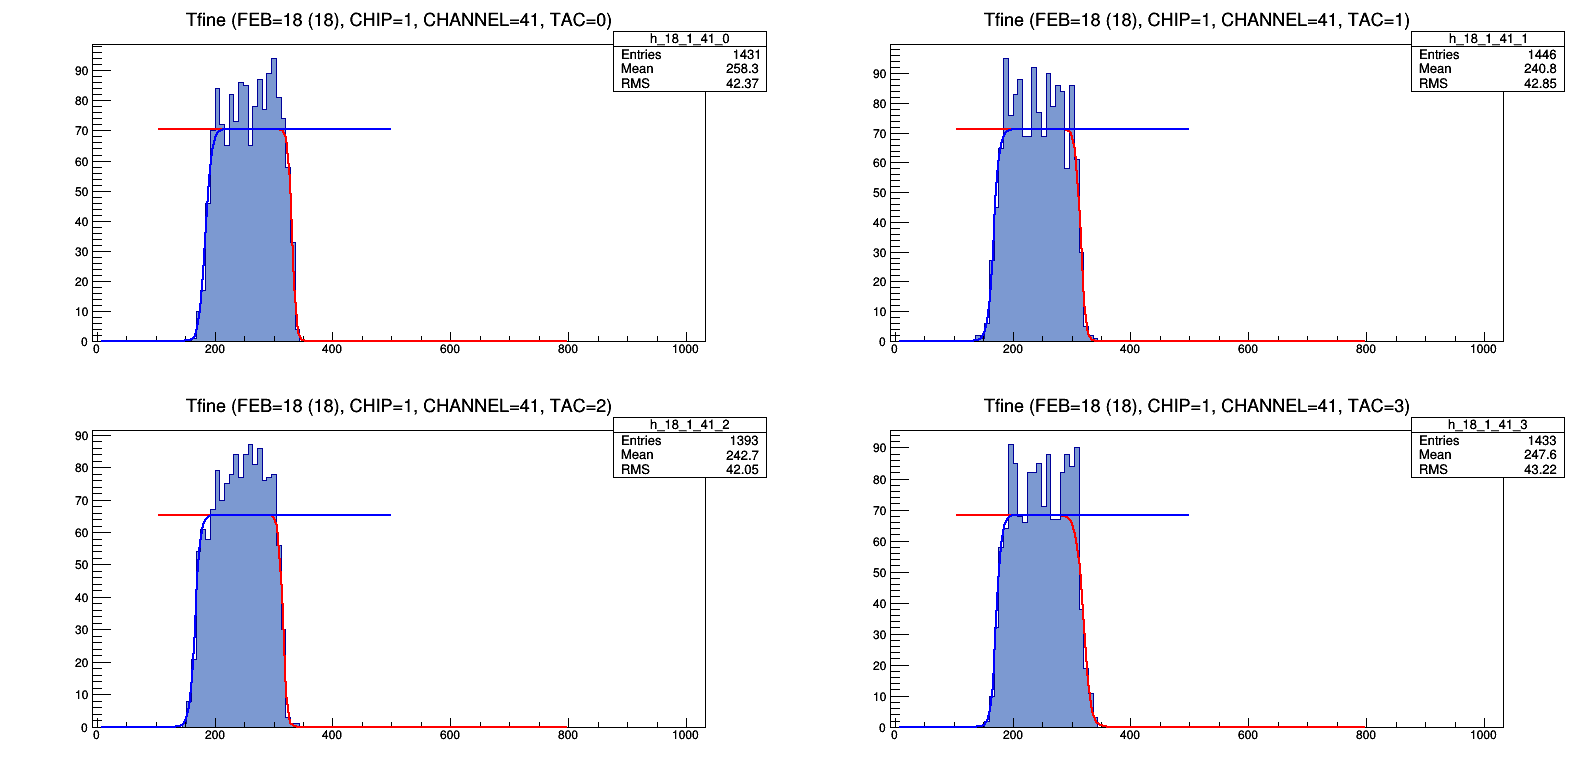 Tfine (FEB=18 (18), CHIP=1, CHANNEL=41, TAC=0)
h_18_1_41_0
Entries 1431
Mean 258.3
RMS 42.37
90
80
70
60
50
40
30
20
10
0
0 200 400 600 800 1000
Tfine (FEB=18 (18), CHIP=1, CHANNEL=41, TAC=1)
h_18_1_41_1
Entries 1446
Mean 240.8
RMS 42.85
90
80
70
60
50
40
30
20
10
0
0 200 400 600 800 1000
Tfine (FEB=18 (18), CHIP=1, CHANNEL=41, TAC=2)
h_18_1_41_2
Entries 1393
Mean 242.7
RMS 42.05
90
80
70
60
50
40
30
20
10
0
0 200 400 600 800 1000
Tfine (FEB=18 (18), CHIP=1, CHANNEL=41, TAC=3)
h_18_1_41_3
Entries 1433
Mean 247.6
RMS 43.22
90
80
70
60
50
40
30
20
10
0
0 200 400 600 800 1000